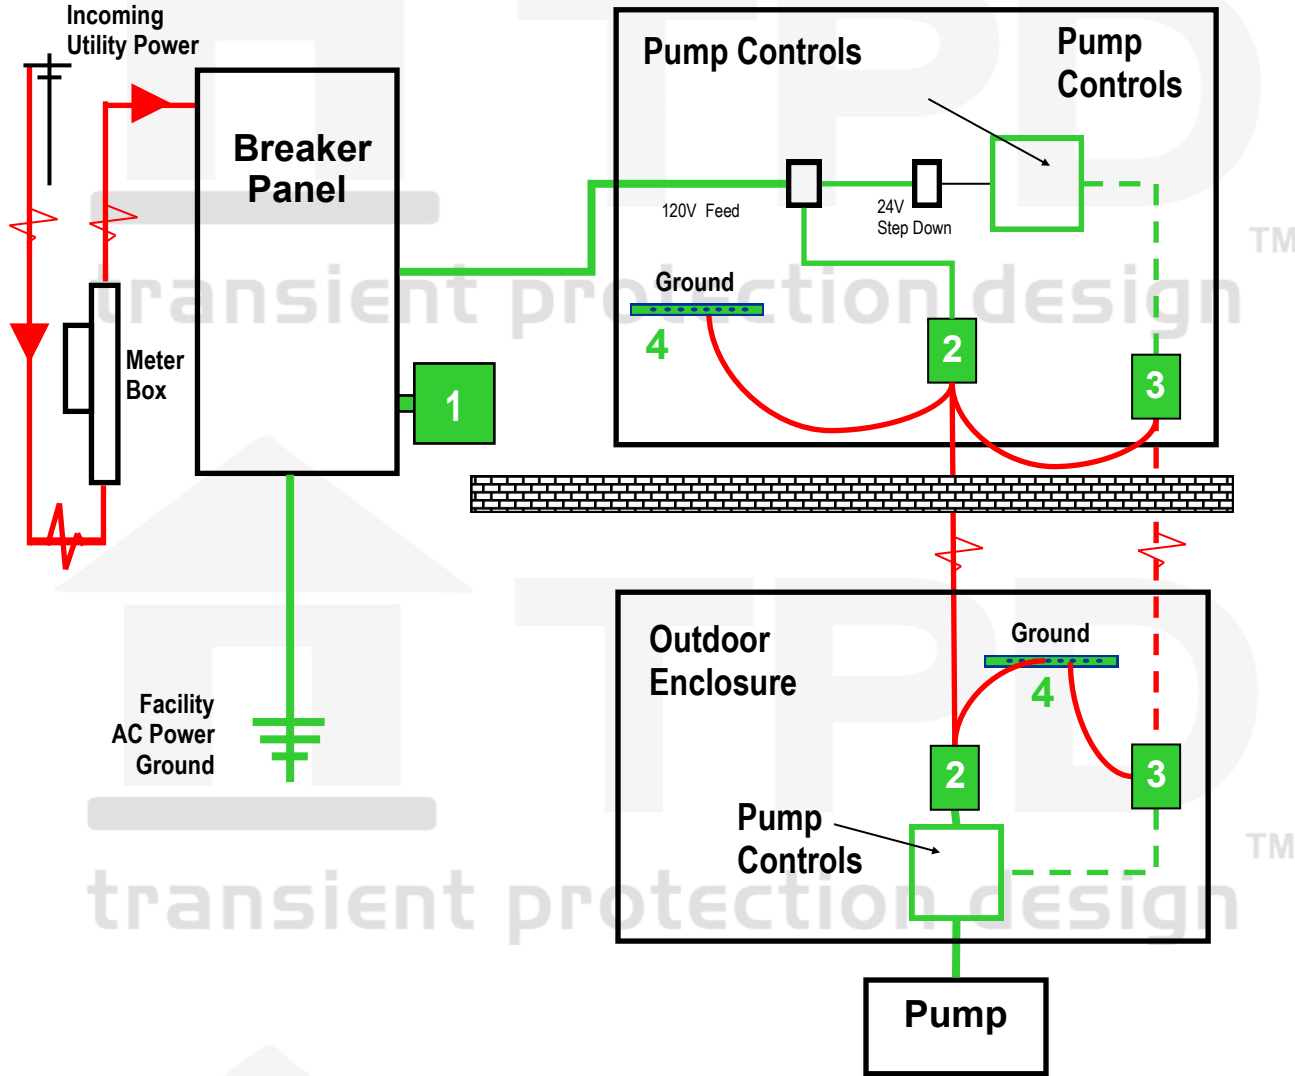 Incoming
Utility Power
Breaker
Panel
Meter
Box
1
Facility
AC Power
Ground
Pump Controls
Pump
Controls
120V Feed
24V
Step Down
Ground
4
2
3
TM
transient protection design
Outdoor
Enclosure
Ground
4
2
3
Pump
Controls
Pump
TPD
TM
transient protection design
TPD